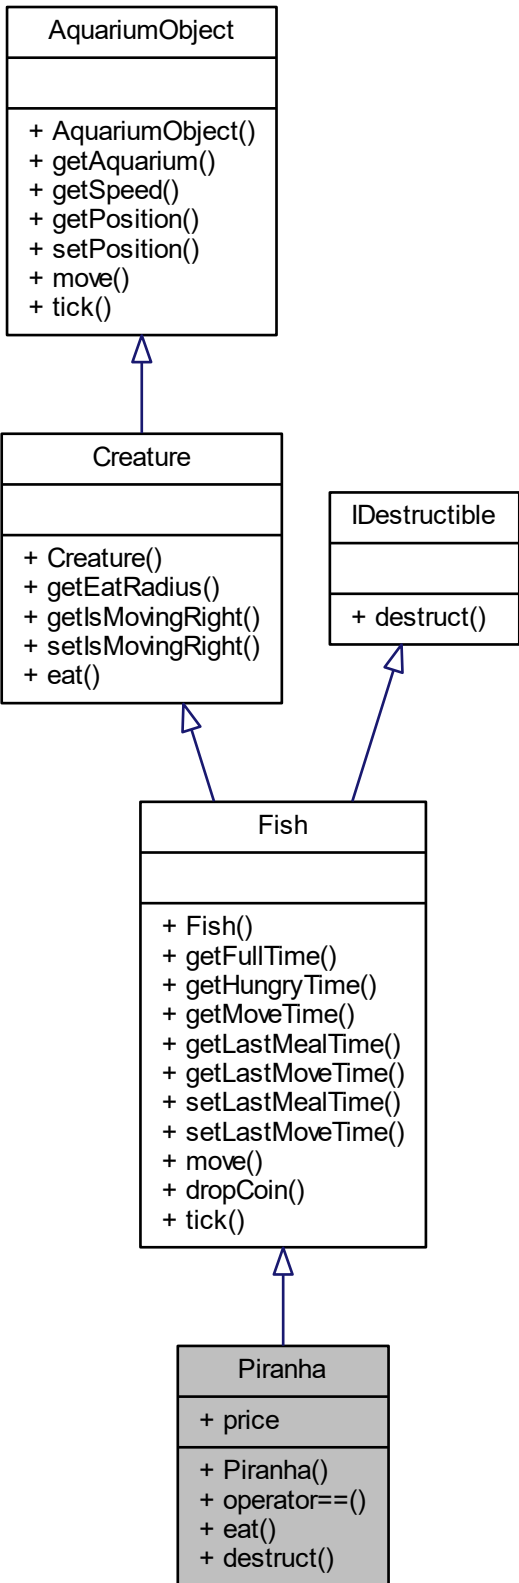 AquariumObject
+ AquariumObject()
+ getAquarium()
+ getSpeed()
+ getPosition()
+ setPosition()
+ move()
+ tick()
Creature
+ Creature()
+ getEatRadius()
+ getIsMovingRight()
+ setIsMovingRight()
+ eat()
IDestructible
+ destruct()
Fish
+ Fish()
+ getFullTime()
+ getHungryTime()
+ getMoveTime()
+ getLastMealTime()
+ getLastMoveTime()
+ setLastMealTime()
+ setLastMoveTime()
+ move()
+ dropCoin()
+ tick()
Piranha
+ price
+ Piranha()
+ operator==()
+ eat()
+ destruct()